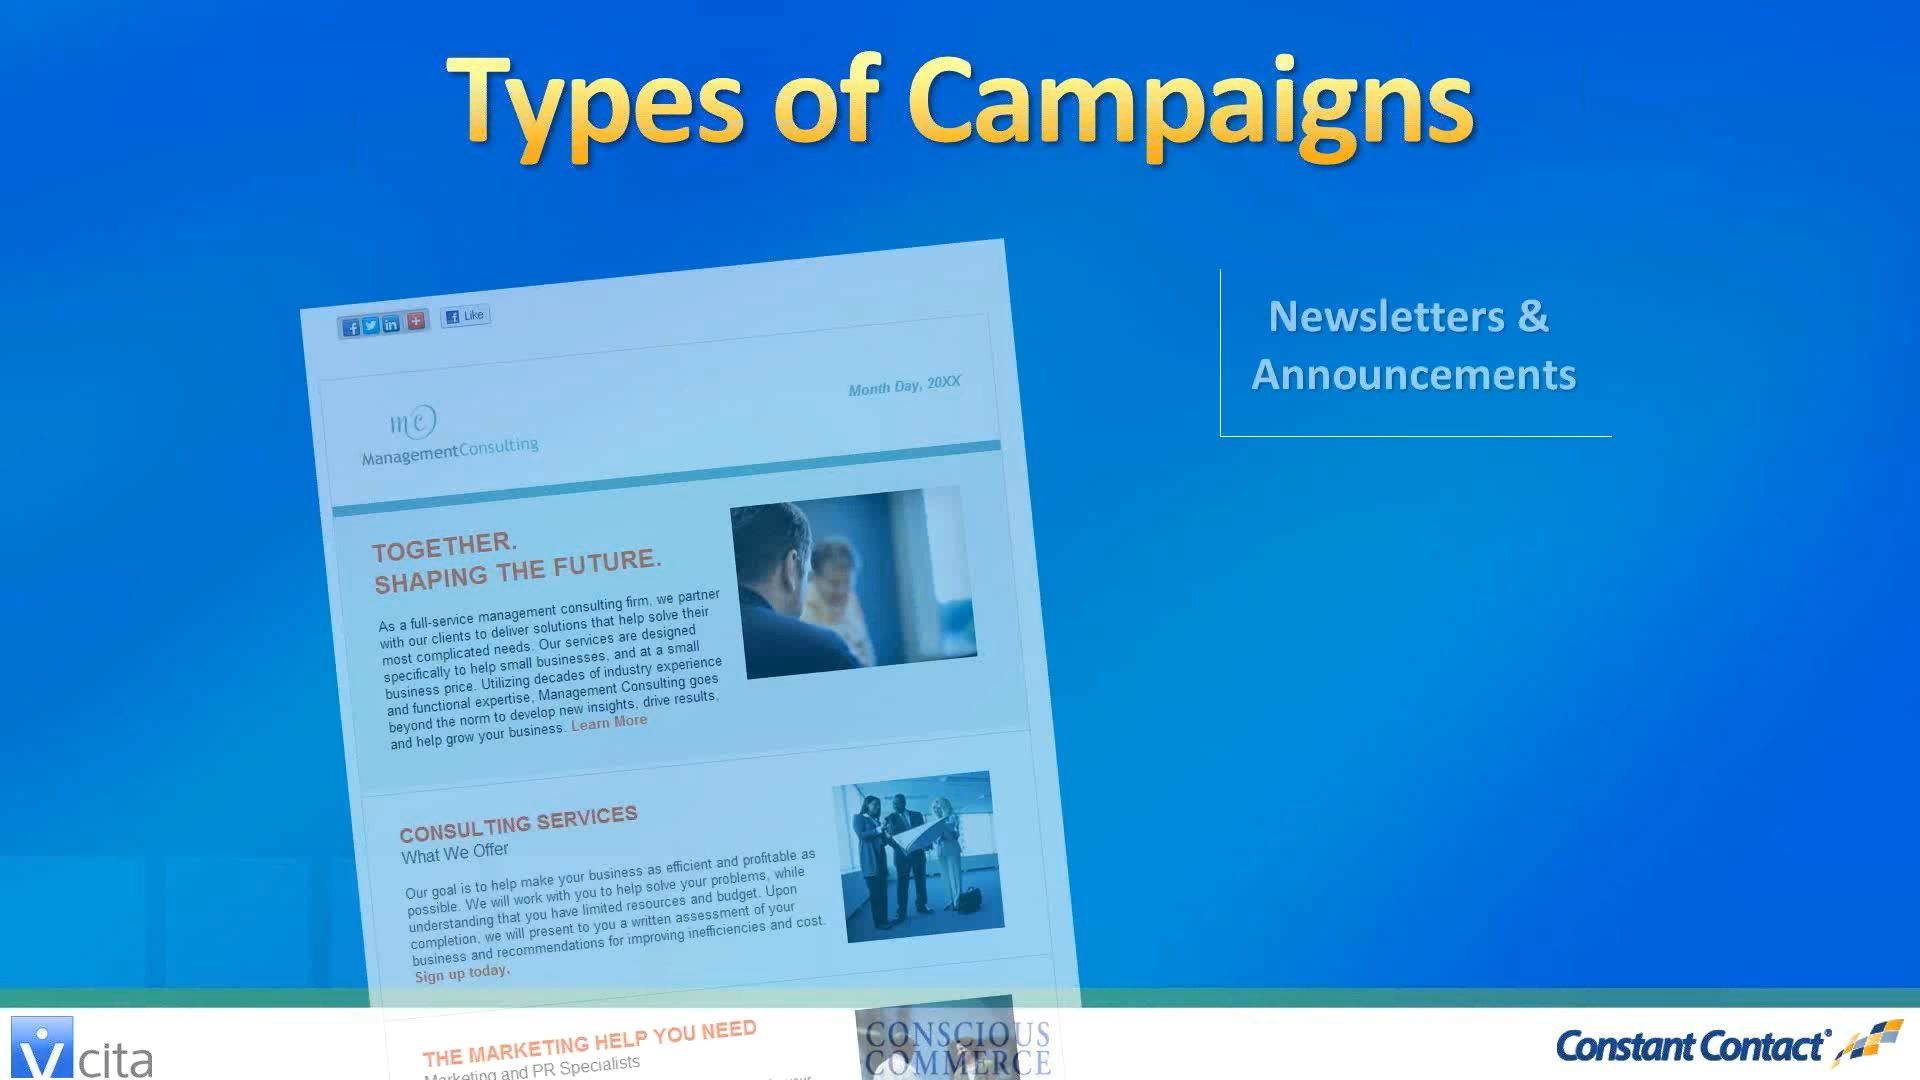 Types of Campaigns
Like
Month Day, 20XX
mc
ManagementConsulting
TOGETHER.
SHAPING THE FUTURE.
As a full-service management consulting firm, we partner
with our clients to deliver solutions that help solve their
most complicated needs. Our services are designed
specifically to help small businesses, and at a small
business price. Utilizing decades of industry experience
and functional expertise, Management Consulting goes
beyond the norm to develop new insights, drive results,
and help grow your business. Learn More
CONSULTING SERVICES
What We Offer
Our goal is to help make your business as efficient and profitable as
possible. We will work with you to help solve your problems, while
understanding that you have limited resources and budget. Upon
completion, we will present to you a written assessment of your
business and recommendations for improving inefficiencies and cost.
Sign up today.
THE MARKETING HELP YOU NEED
Marketing and PR Specialists
Newsletters &
Announcements
vcita
CONSCIOUS
COMMERCE
Constant Contact®